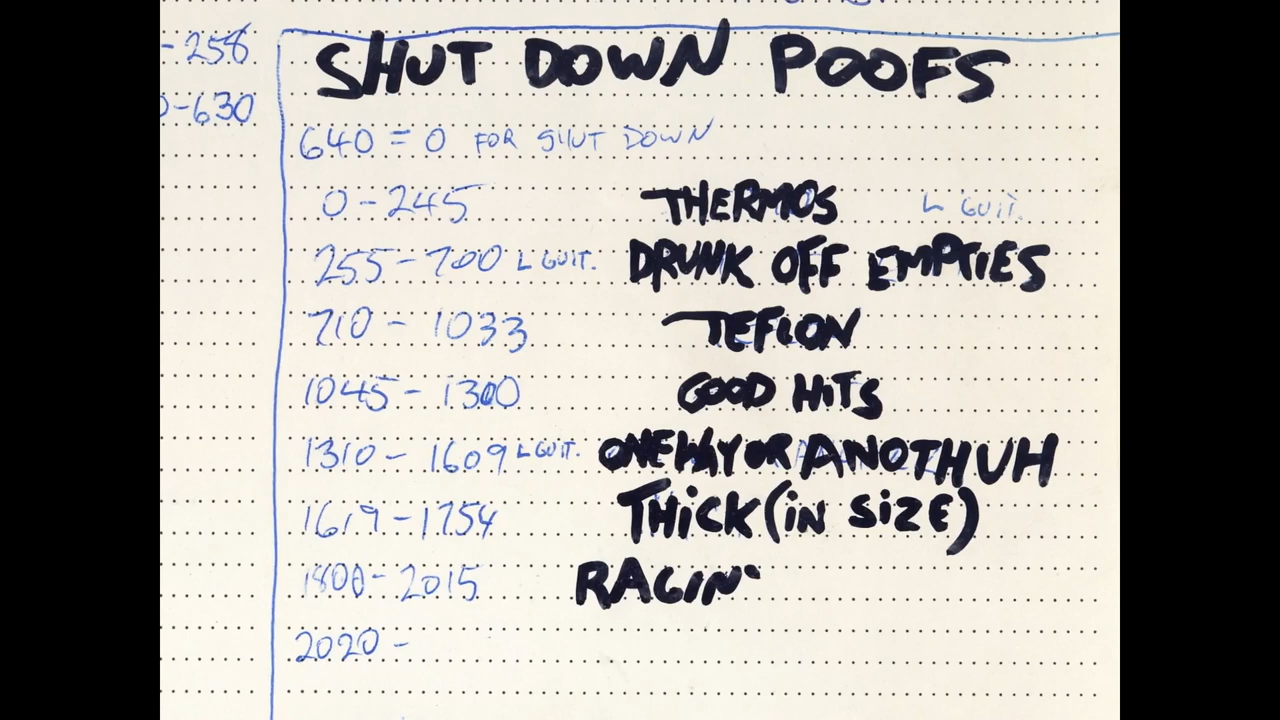 -258
-630
SHUT DOWN POOFS
640 = 0 FOR SHUT DOWN
0-245 THERMOS L GUIT.
255-700 L GUIT. DRUNK OFF EMPTIES
710 - 1033 TEFLON
1045 - 1300 GOOD HiTS
1310 - 1609 L GUIT. ONE WAY OR ANOTHUH
1619-1754 THiCK (iN SiZE)
1800-2015 RAGIN'
2020 -